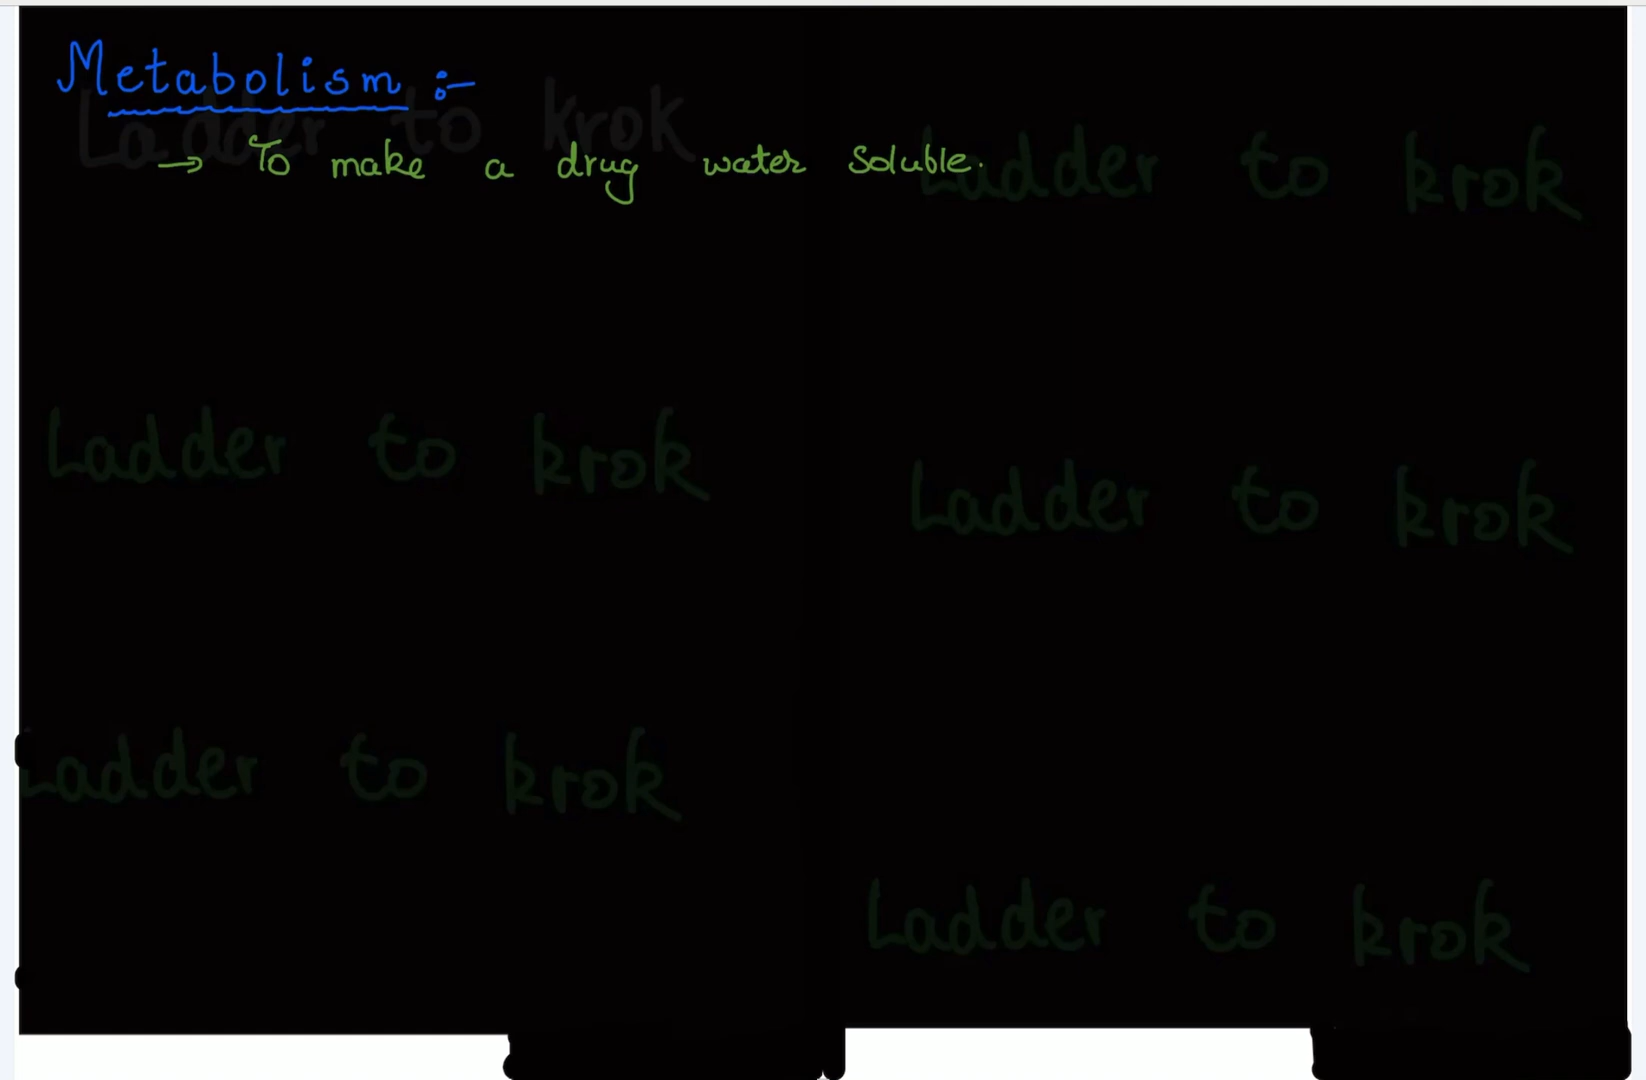 Metabolism :-
Ladder to krok
→ To make a drug water soluble.
Ladder to krok
Ladder to krok
Ladder to krok
Ladder to krok
Ladder to krok